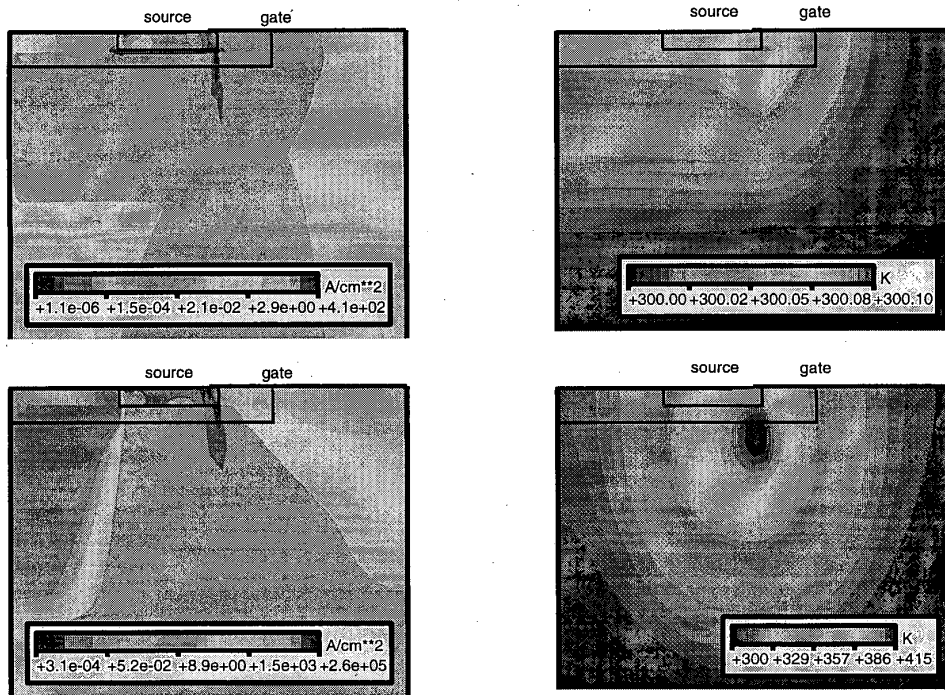 source gate
source gate
A/cm**2
+1.1e-06 +1.5e-04 +2.1e-02 +2.9e+00 +4.1e+02
K
+300.00 +300.02 +300.05 +300.08 +300.10
source gate
source gate
A/cm**2
+3.1e-04 +5.2e-02 +8.9e+00 +1.5e+03 +2.6e+05
K
+300 +329 +357 +386 +415